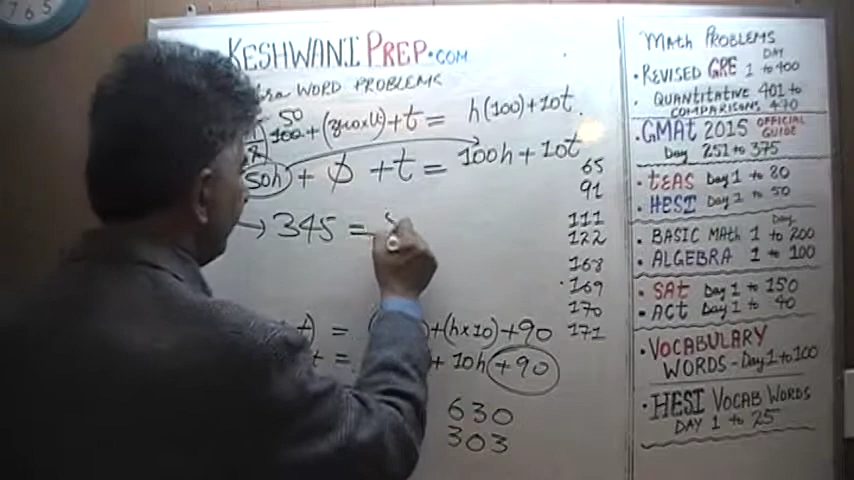 KESHWANI PREP.COM
WORD PROBLEMS
50
100 + ( + t = h(100) + 10t
50h + + t = 100h + 10t
→ 345 =
t) = + (h x 10) + 90
t = + 10h + 90
630
303
65
91
111
122
168
169
170
171
MATH PROBLEMS
DAY
• REVISED GRE 1 to 400
• QUANTITATIVE 401 to
COMPARISONS 470
• GMAT 2015 OFFICIAL GUIDE
Day 251 to 375
• TEAS Day 1 to 80
• HESI Day 1 to 50
Day
• BASIC MATH 1 to 200
• ALGEBRA 1 to 100
• SAT Day 1 to 150
• ACT Day 1 to 40
• VOCABULARY
WORDS - Day 1 to 100
• HESI VOCAB WORDS
DAY 1 to 25
7 6 5